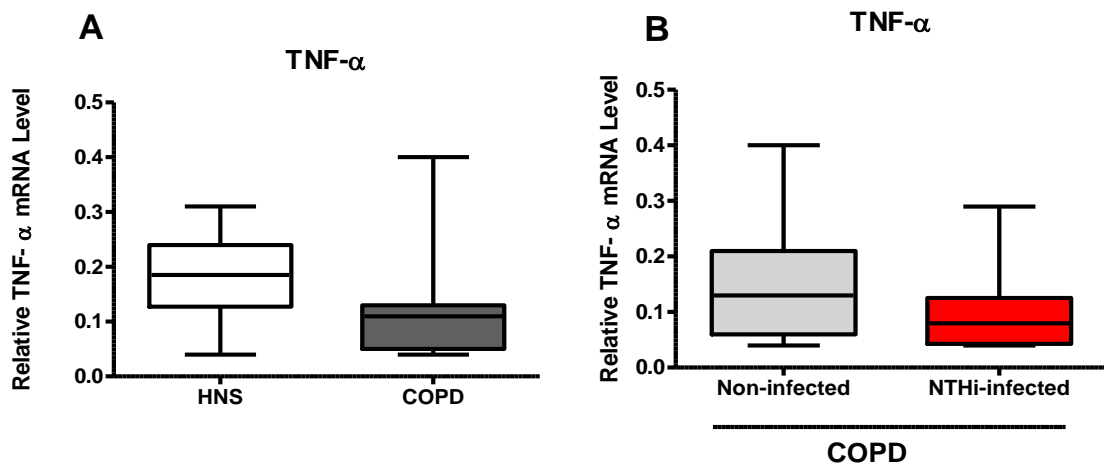 A
TNF-α
Relative TNF- α mRNA Level
0.5
0.4
0.3
0.2
0.1
0.0
HNS COPD
B
TNF-α
Relative TNF- α mRNA Level
0.5
0.4
0.3
0.2
0.1
0.0
Non-infected NTHi-infected
COPD